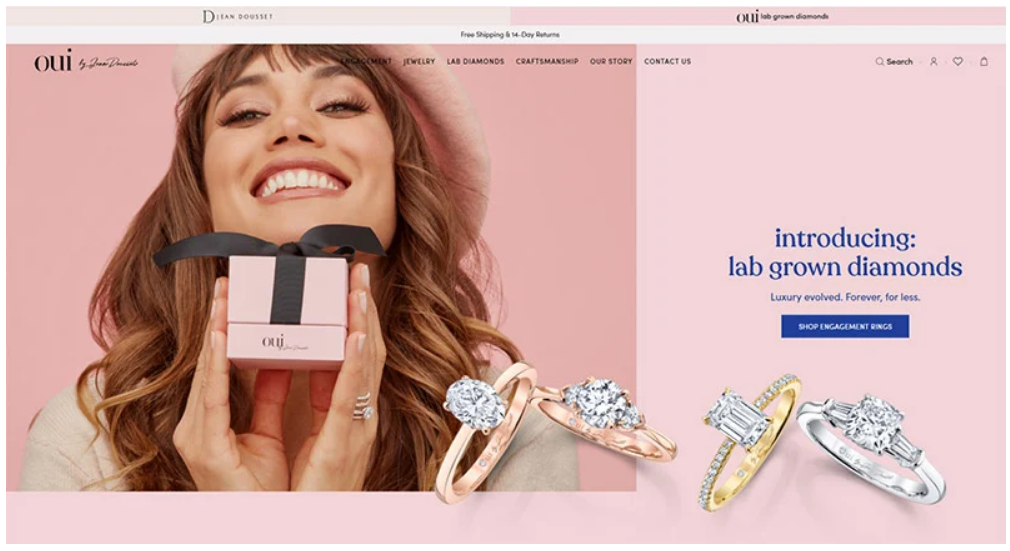 D JEAN DOUSSET
oui lab grown diamonds
Free Shipping & 14-Day Returns
oui by Jean Dousset
ENGAGEMENT JEWELRY LAB DIAMONDS CRAFTSMANSHIP OUR STORY CONTACT US
Search
introducing:
lab grown diamonds
Luxury evolved. Forever, for less.
SHOP ENGAGEMENT RINGS
oui by Jean Dousset